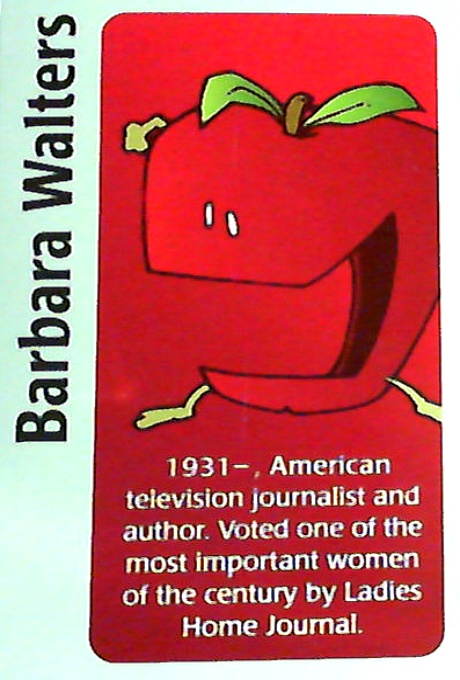 Barbara Walters
1931–, American
television journalist and
author. Voted one of the
most important women
of the century by Ladies
Home Journal.